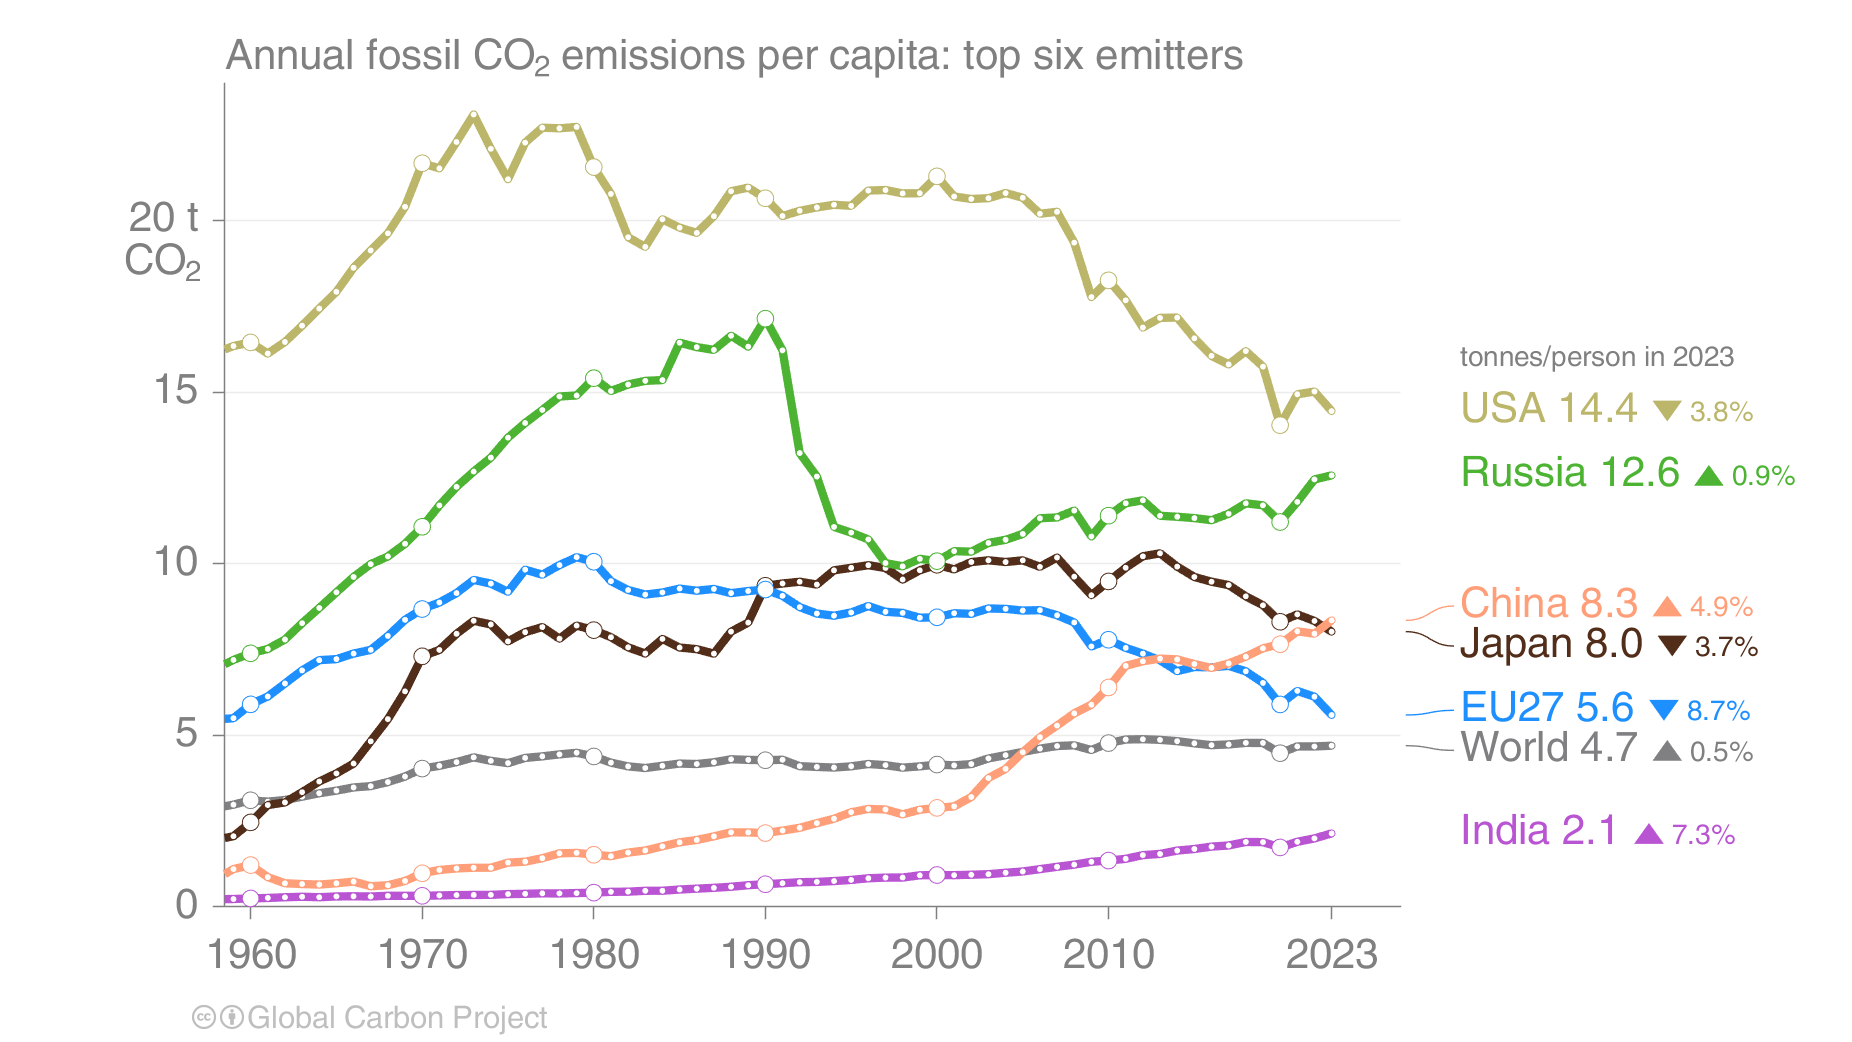 Annual fossil CO₂ emissions per capita: top six emitters
20 t
CO₂
15
10
5
0
1960 1970 1980 1990 2000 2010 2023
tonnes/person in 2023
USA 14.4 ▼ 3.8%
Russia 12.6 ▲ 0.9%
China 8.3 ▲ 4.9%
Japan 8.0 ▼ 3.7%
EU27 5.6 ▼ 8.7%
World 4.7 ▲ 0.5%
India 2.1 ▲ 7.3%
cc Global Carbon Project